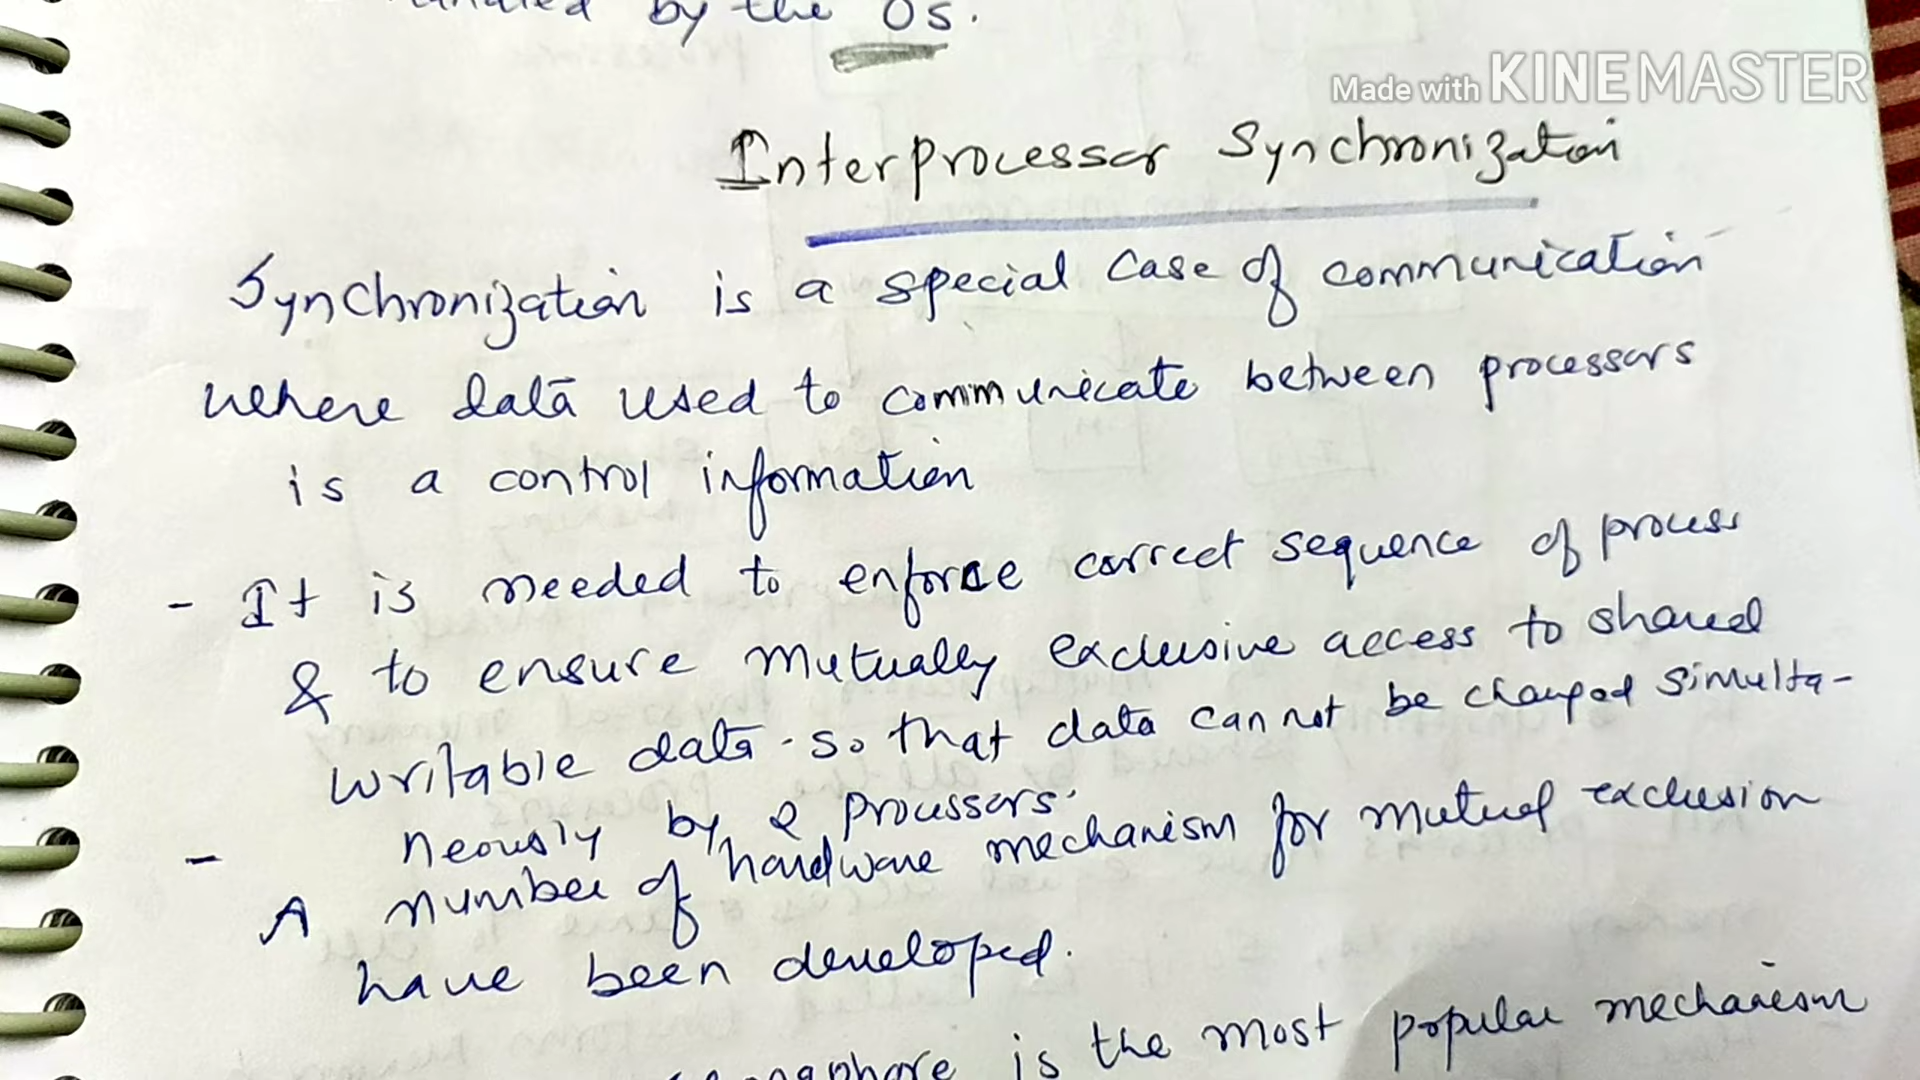 by the OS.
Made with KINEMASTER
Interprocessor Synchronization
Synchronization is a special case of communication
where data used to communicate between processors
is a control information
- It is needed to enforce correct sequence of process
& to ensure mutually exclusive access to shared
writable data. so that data can not be changed simulta-
neously by 2 processors.
- A number of hardware mechanism for mutual exclusion
have been developed.
is the most popular mechanism